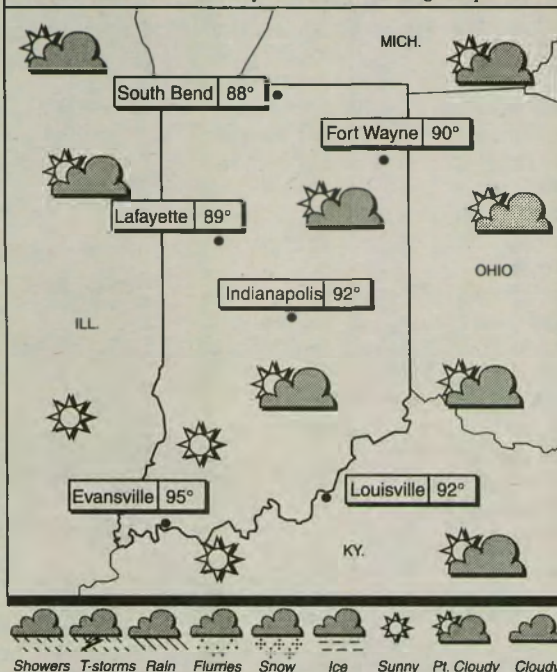 MICH.
South Bend 88°
Fort Wayne 90°
Lafayette 89°
OHIO
Indianapolis 92°
ILL.
Evansville 95°
Louisville 92°
KY.
Showers T-storms Rain Flurries Snow Ice Sunny Pt. Cloudy Cloudy